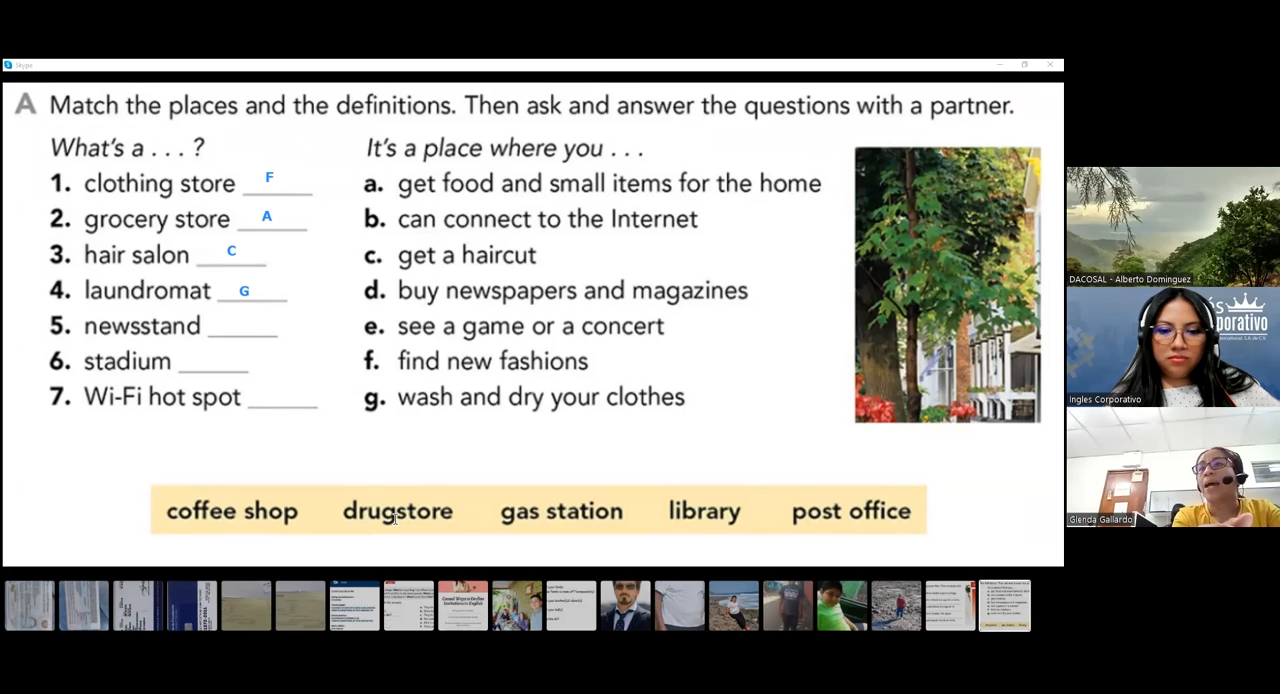 Skype
A Match the places and the definitions. Then ask and answer the questions with a partner.
What's a . . . ?
It's a place where you . . .
1. clothing store F
2. grocery store A
3. hair salon C
4. laundromat G
5. newsstand ____
6. stadium ____
7. Wi-Fi hot spot ____
a. get food and small items for the home
b. can connect to the Internet
c. get a haircut
d. buy newspapers and magazines
e. see a game or a concert
f. find new fashions
g. wash and dry your clothes
coffee shop drugstore gas station library post office
DACOSAL - Alberto Dominguez
Ingles Corporativo
Glenda Gallardo